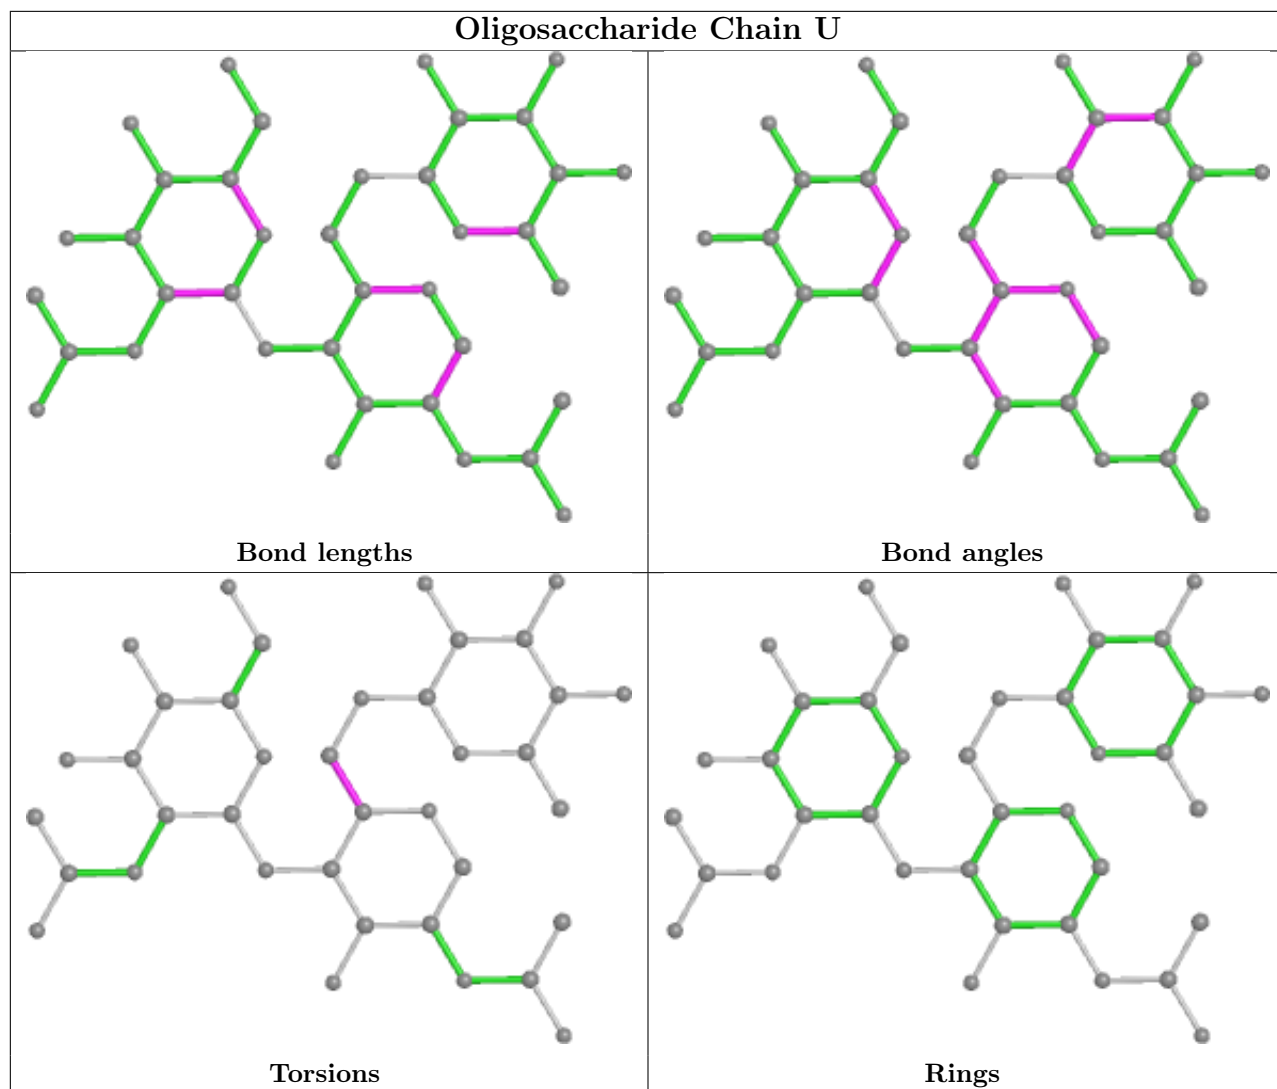 Oligosaccharide Chain U
Bond lengths
Bond angles
Torsions
Rings